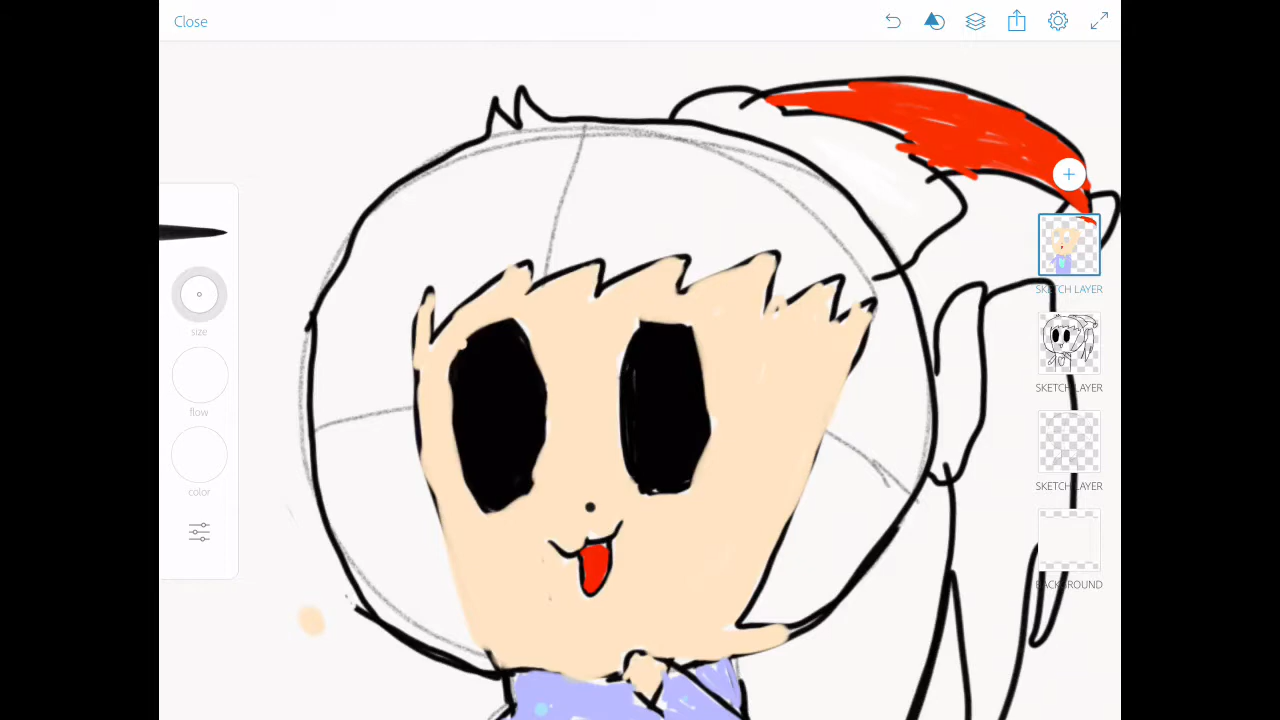 Close
size
flow
color
SKETCH LAYER
SKETCH LAYER
SKETCH LAYER
BACKGROUND